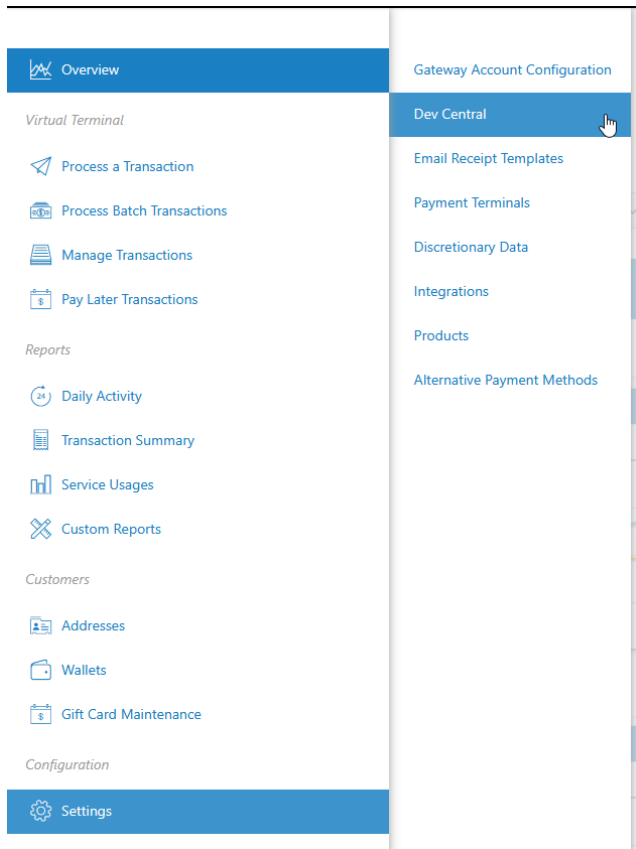 Overview
Virtual Terminal
Process a Transaction
Process Batch Transactions
Manage Transactions
$
Pay Later Transactions
Reports
24
Daily Activity
Transaction Summary
Service Usages
Custom Reports
Customers
Addresses
Wallets
$
Gift Card Maintenance
Configuration
Settings
Gateway Account Configuration
Dev Central
Email Receipt Templates
Payment Terminals
Discretionary Data
Integrations
Products
Alternative Payment Methods